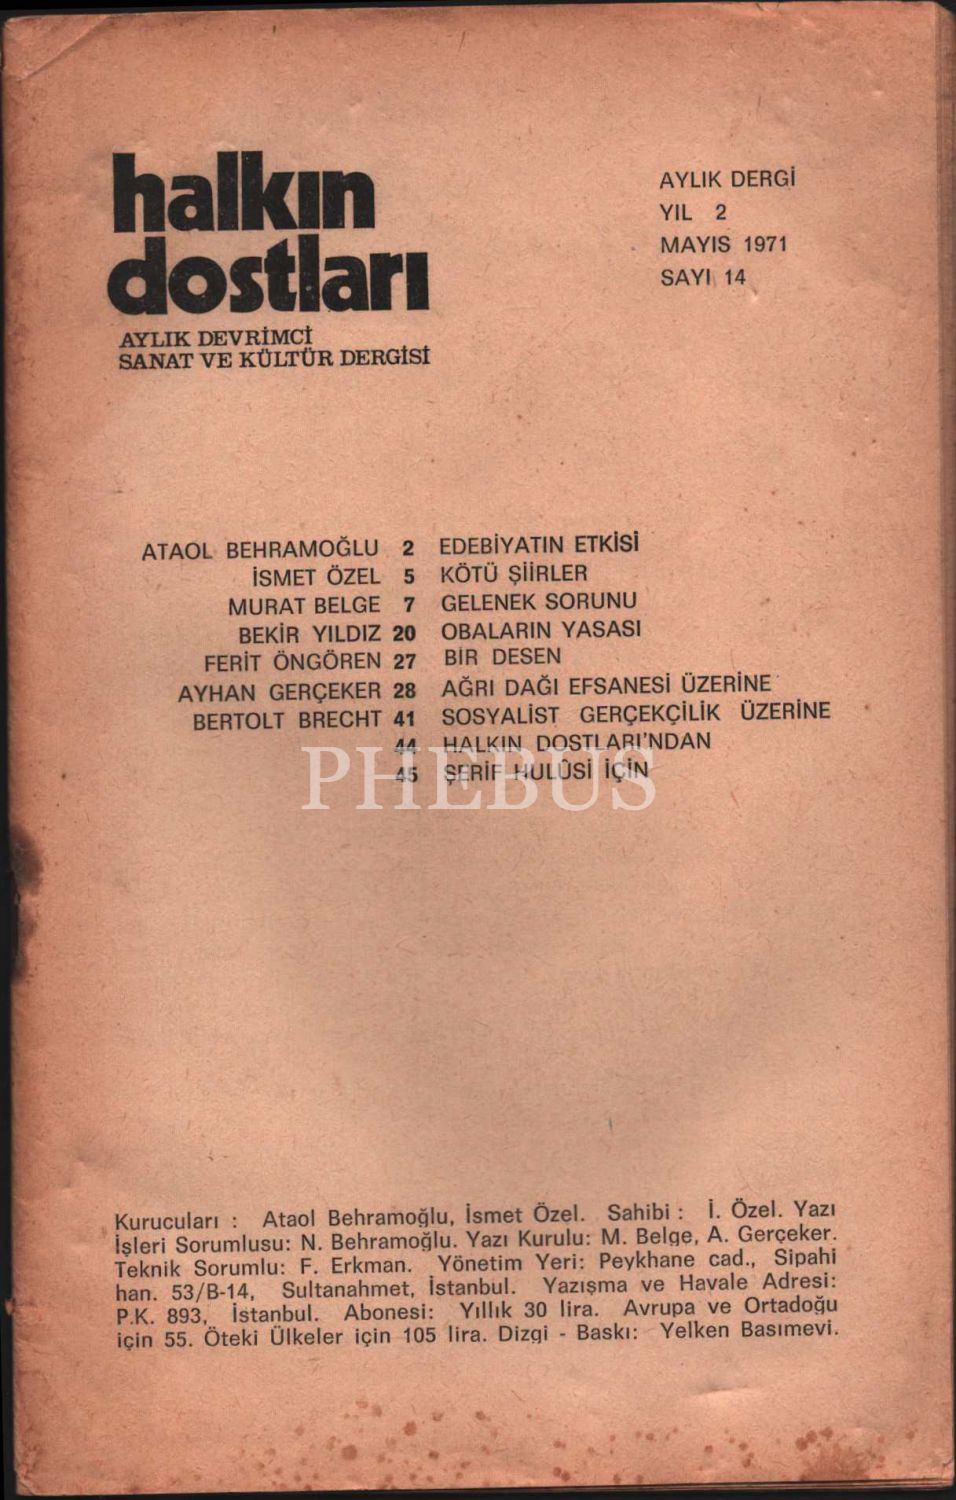 halkın
dostları
AYLIK DEVRİMCİ
SANAT VE KÜLTÜR DERGİSİ
AYLIK DERGİ
YIL 2
MAYIS 1971
SAYI 14
ATAOL BEHRAMOĞLU 2 EDEBİYATIN ETKİSİ
İSMET ÖZEL 5 KÖTÜ ŞİİRLER
MURAT BELGE 7 GELENEK SORUNU
BEKİR YILDIZ 20 OBALARIN YASASI
FERİT ÖNGÖREN 27 BİR DESEN
AYHAN GERÇEKER 28 AĞRI DAĞI EFSANESİ ÜZERİNE
BERTOLT BRECHT 41 SOSYALİST GERÇEKÇİLİK ÜZERİNE
44 HALKIN DOSTLARI'NDAN
45 ŞERİF HULÛSİ İÇİN
PHEBUS
Kurucuları : Ataol Behramoğlu, İsmet Özel. Sahibi : İ. Özel. Yazı
İşleri Sorumlusu: N. Behramoğlu. Yazı Kurulu: M. Belge, A. Gerçeker.
Teknik Sorumlu: F. Erkman. Yönetim Yeri: Peykhane cad., Sipahi
han. 53/B-14, Sultanahmet, İstanbul. Yazışma ve Havale Adresi:
P.K. 893, İstanbul. Abonesi: Yıllık 30 lira. Avrupa ve Ortadoğu
için 55. Öteki Ülkeler için 105 lira. Dizgi - Baskı: Yelken Basımevi.